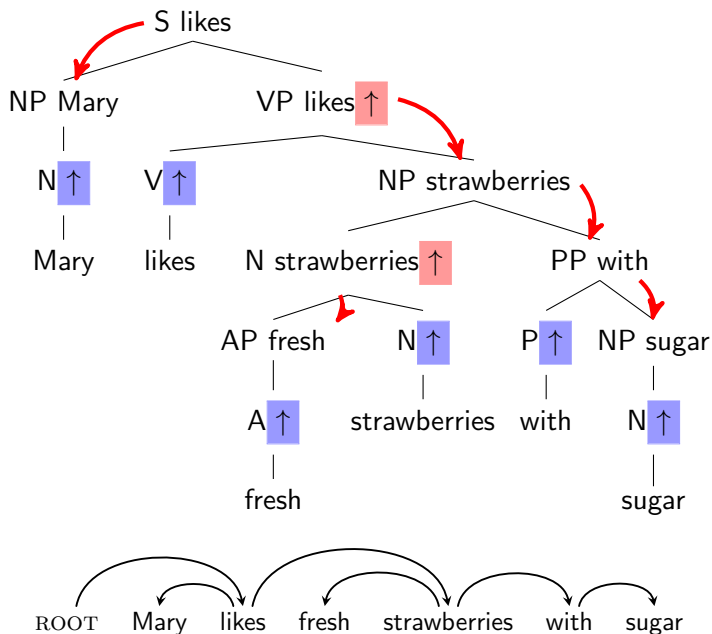 S likes
NP Mary VP likes ↑
N ↑ V ↑ NP strawberries
Mary likes N strawberries ↑ PP with
AP fresh N ↑ P ↑ NP sugar
A ↑ strawberries with N ↑
fresh sugar
ROOT Mary likes fresh strawberries with sugar